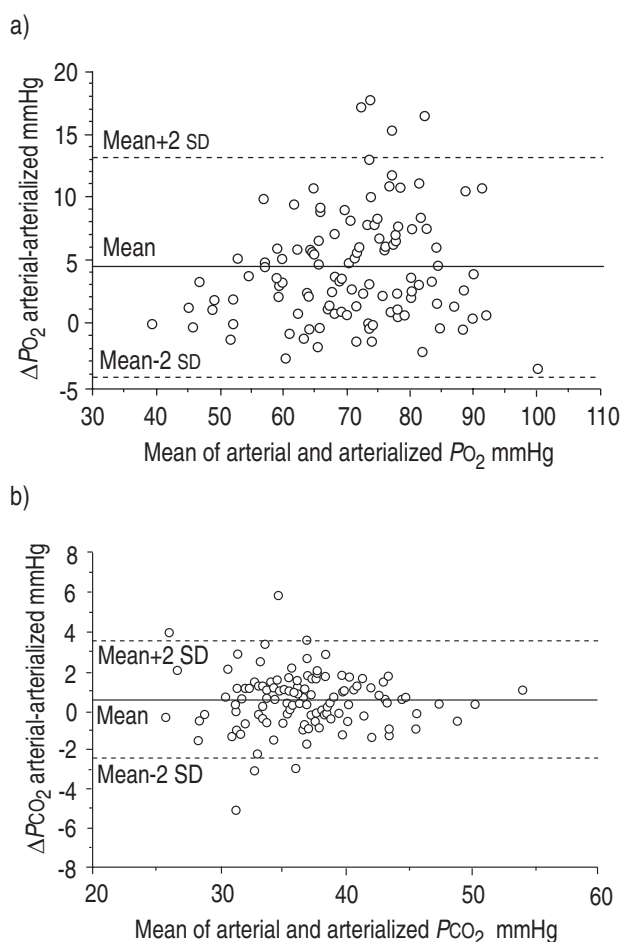 a)
ΔPO₂ arterial-arterialized mmHg
20
15
10
5
0
-5
Mean+2 SD
Mean
Mean-2 SD
30 40 50 60 70 80 90 100 110
Mean of arterial and arterialized PO₂ mmHg
b)
ΔPCO₂ arterial-arterialized mmHg
8
6
4
2
0
-2
-4
-6
-8
Mean+2 SD
Mean
Mean-2 SD
20 30 40 50 60
Mean of arterial and arterialized PCO₂ mmHg